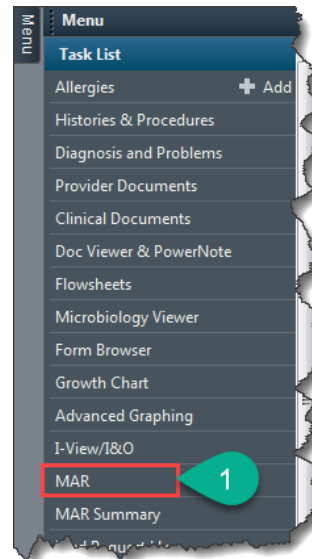 Menu
Menu
Task List
Allergies + Add
Histories & Procedures
Diagnosis and Problems
Provider Documents
Clinical Documents
Doc Viewer & PowerNote
Flowsheets
Microbiology Viewer
Form Browser
Growth Chart
Advanced Graphing
I-View/I&O
MAR 1
MAR Summary